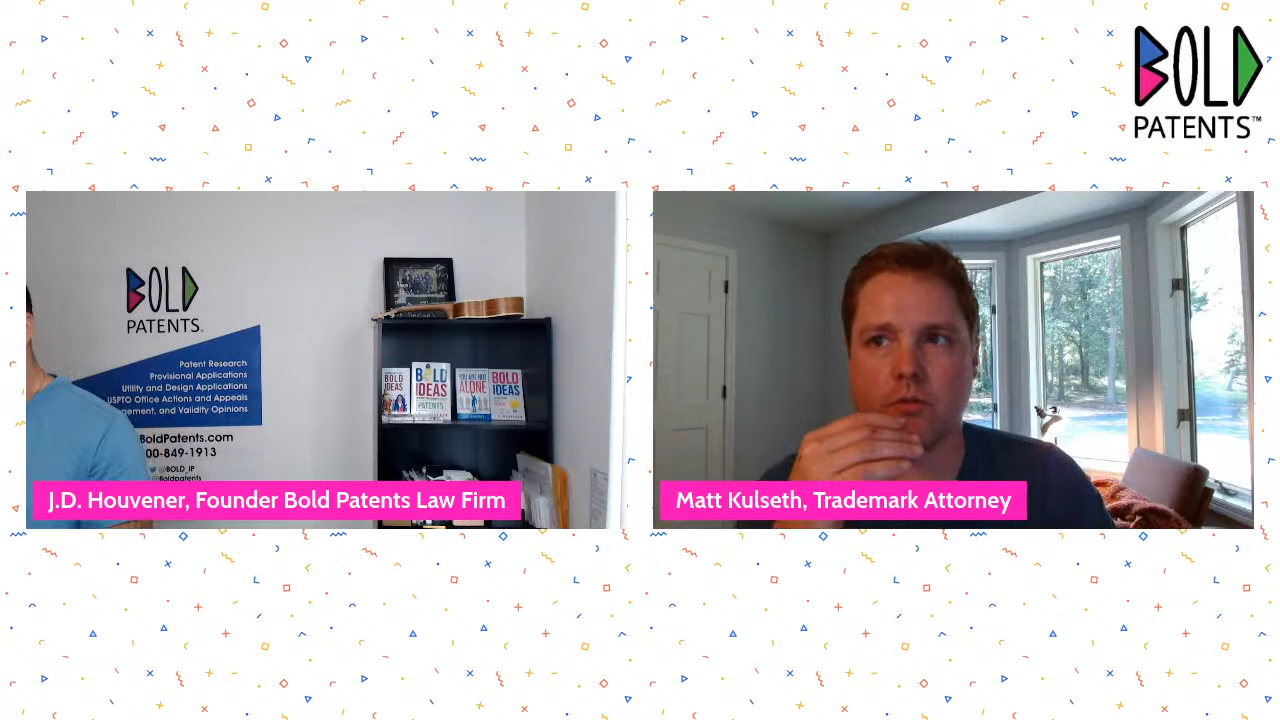 BOLD
PATENTS™
BOLD
PATENTS.
Patent Research
Provisional Applications
Utility and Design Applications
USPTO Office Actions and Appeals
and Validity Opinions
BoldPatents.com
00-849-1913
@BOLD_IP
@Boldpatents
BOLD
IDEAS
BOLD
IDEAS
PATENTS
YOU ARE NOT
ALONE
BOLD
IDEAS
J.D. Houvener, Founder Bold Patents Law Firm
Matt Kulseth, Trademark Attorney